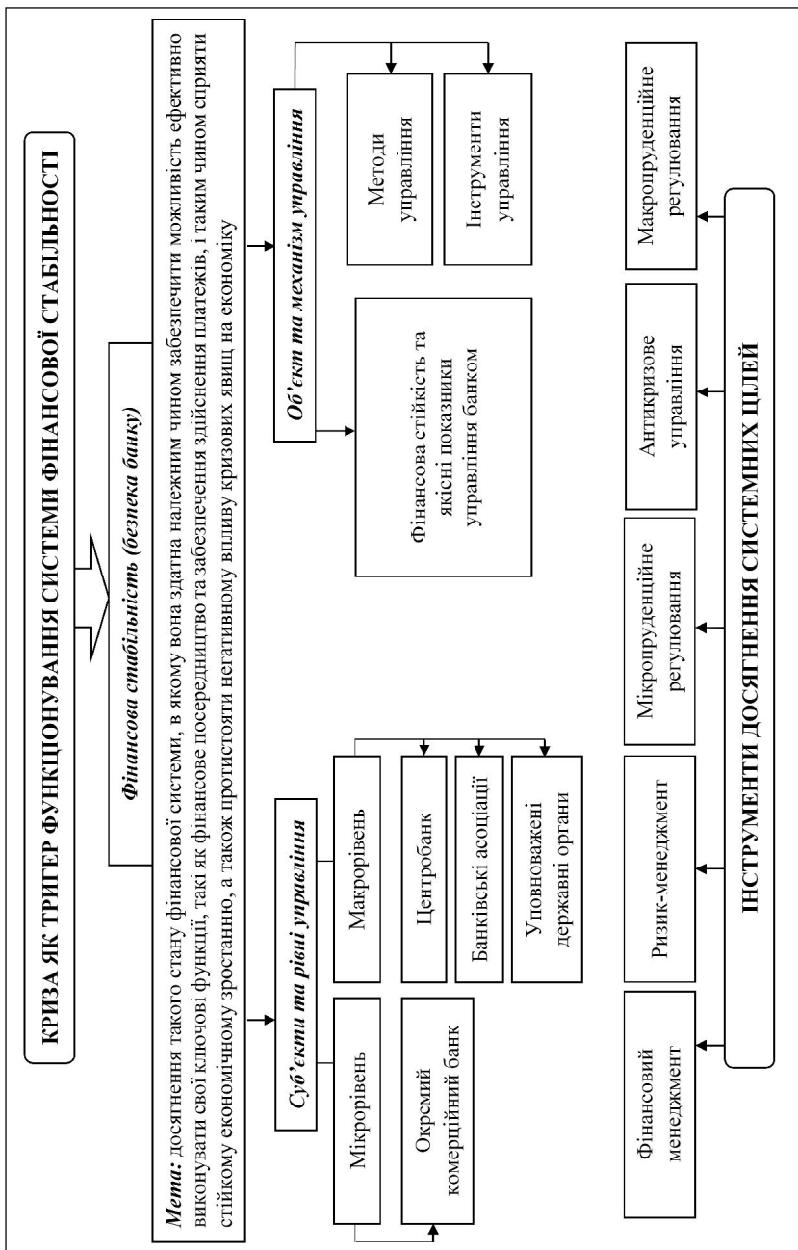 КРИЗА ЯК ТРИГЕР ФУНКЦІОНУВАННЯ СИСТЕМИ ФІНАНСОВОЇ СТАБІЛЬНОСТІ
Фінансова стабільність (безпека банку)
Мета: досягнення такого стану фінансової системи, в якому вона здатна належним чином забезпечити можливість ефективно
виконувати свої ключові функції, такі як фінансове посередництво та забезпечення здійснення платежів, і таким чином сприяти
стійкому економічному зростанню, а також протистояти негативному впливу кризових явищ на економіку
Суб’єкти та рівні управління
Мікрорівень
Окремий
комерційний банк
Макрорівень
Центробанк
Банківські асоціації
Уповноважені
державні органи
Об’єкт та механізм управління
Фінансова стійкість та
якісні показники
управління банком
Методи
управління
Інструменти
управління
Фінансовий
менеджмент
Ризик-менеджмент
Мікропруденційне
регулювання
Антикризове
управління
Макропруденційне
регулювання
ІНСТРУМЕНТИ ДОСЯГНЕННЯ СИСТЕМНИХ ЦІЛЕЙ